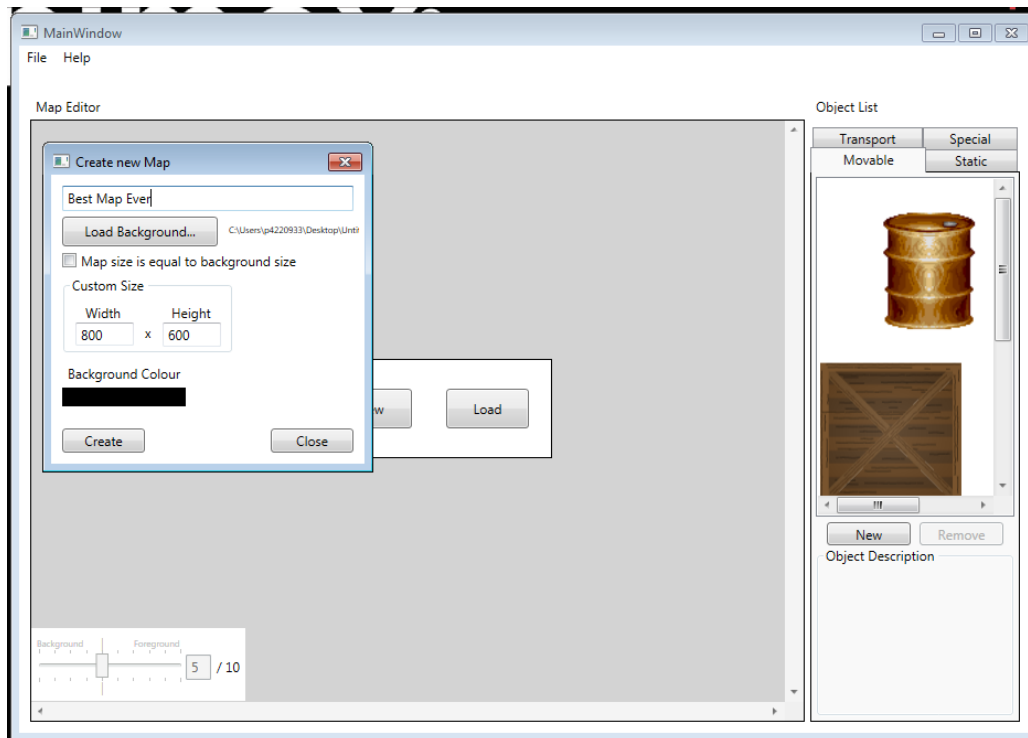 MainWindow
File Help
Map Editor
Object List
Transport Special
Movable Static
Create new Map
Best Map Ever
Load Background... C:\Users\p4220933\Desktop\Unti
Map size is equal to background size
Custom Size
Width Height
800 x 600
Background Colour
Load
Create Close
New Remove
Object Description
Background Foreground
5 / 10